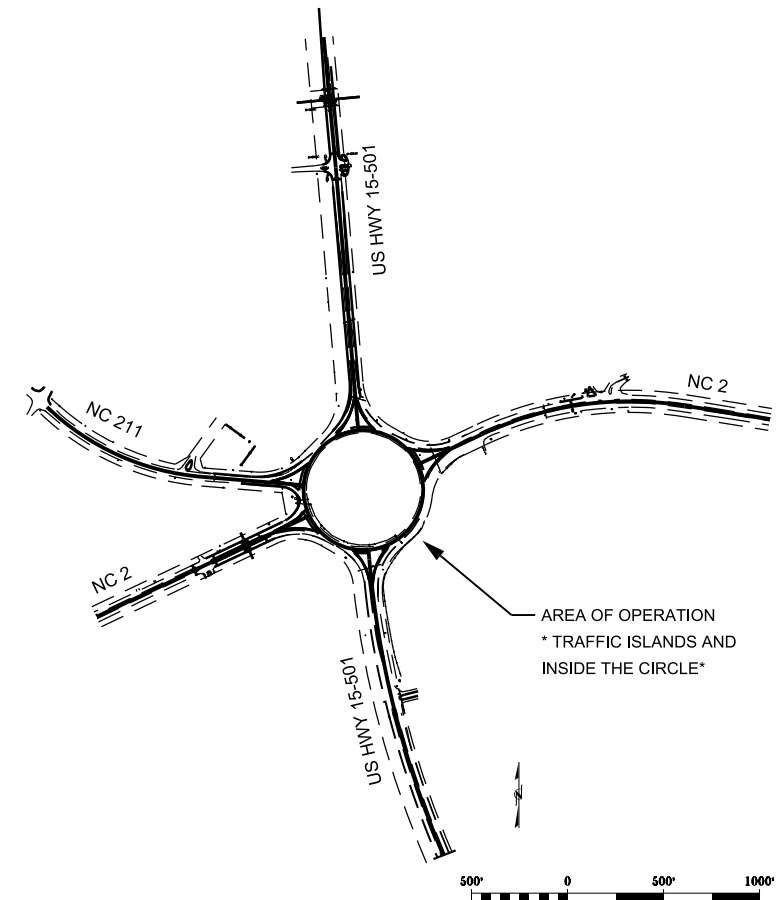 US HWY 15-501
NC 2
NC 211
NC 2
AREA OF OPERATION
* TRAFFIC ISLANDS AND
INSIDE THE CIRCLE*
US HWY 15-501
N
500' 0 500' 1000'